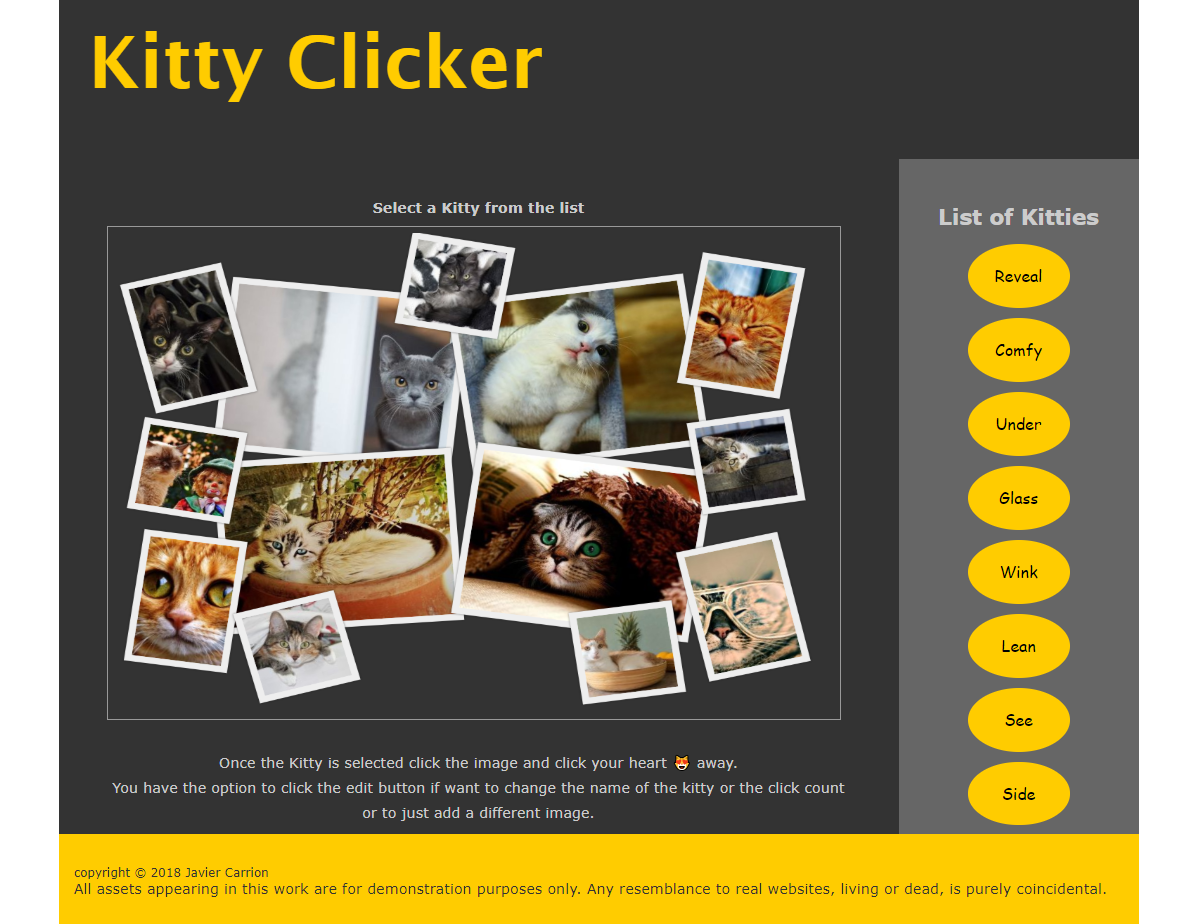 Kitty Clicker
Select a Kitty from the list
Once the Kitty is selected click the image and click your heart 😻 away.
You have the option to click the edit button if want to change the name of the kitty or the click count
or to just add a different image.
List of Kitties
Reveal
Comfy
Under
Glass
Wink
Lean
See
Side
copyright © 2018 Javier Carrion
All assets appearing in this work are for demonstration purposes only. Any resemblance to real websites, living or dead, is purely coincidental.